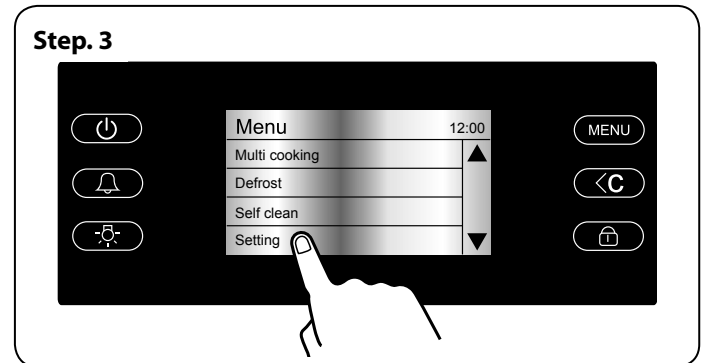 Step. 3
Menu 12:00
MENU
Multi cooking
Defrost
<C
Self clean
Setting